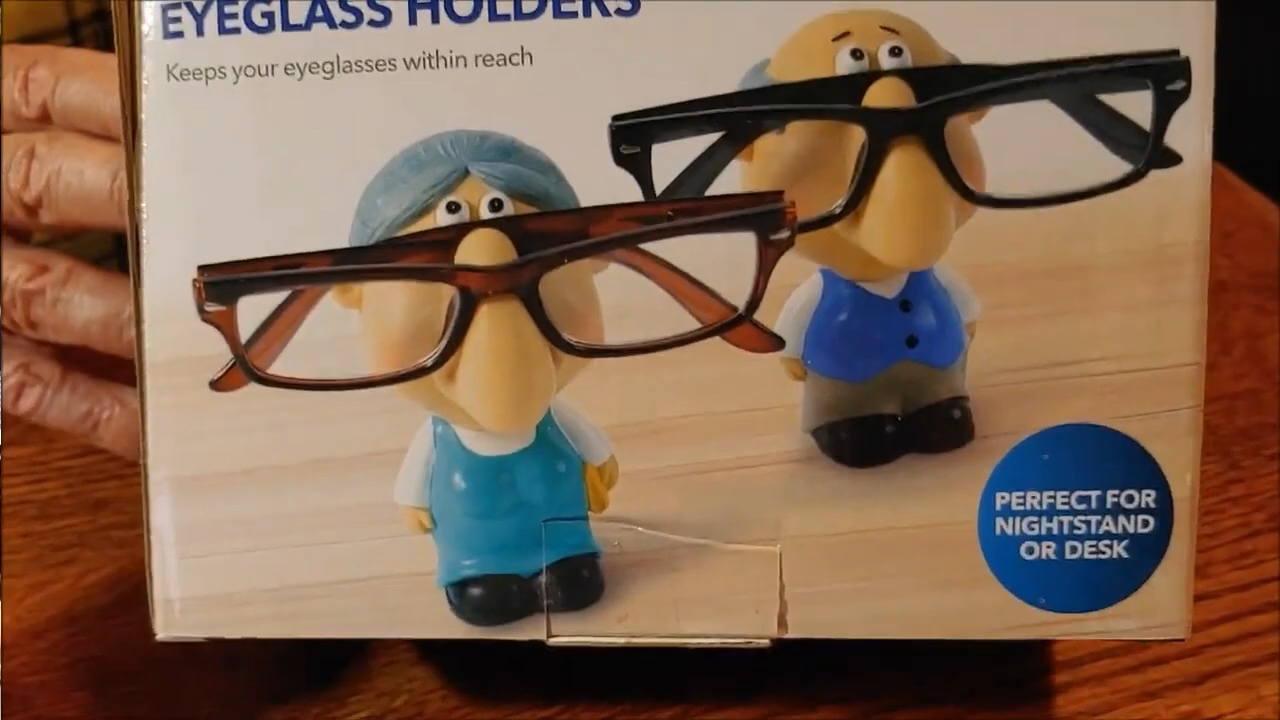 EYEGLASS HOLDERS
Keeps your eyeglasses within reach
PERFECT FOR
NIGHTSTAND
OR DESK